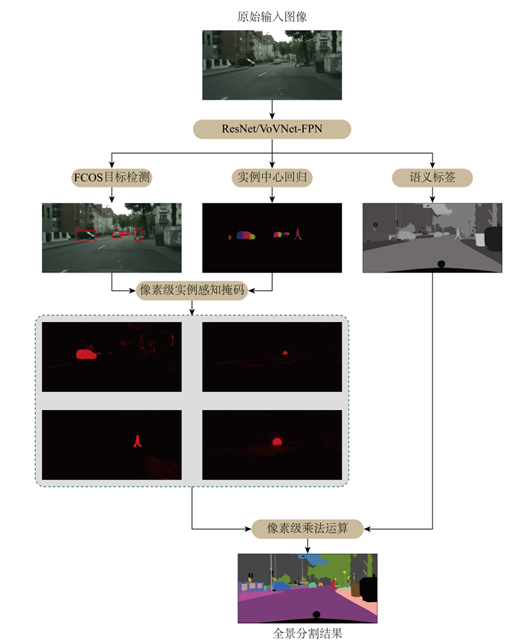 原始输入图像
ResNet/VoVNet-FPN
FCOS目标检测
实例中心回归
语义标签
像素级实例感知掩码
像素级乘法运算
全景分割结果